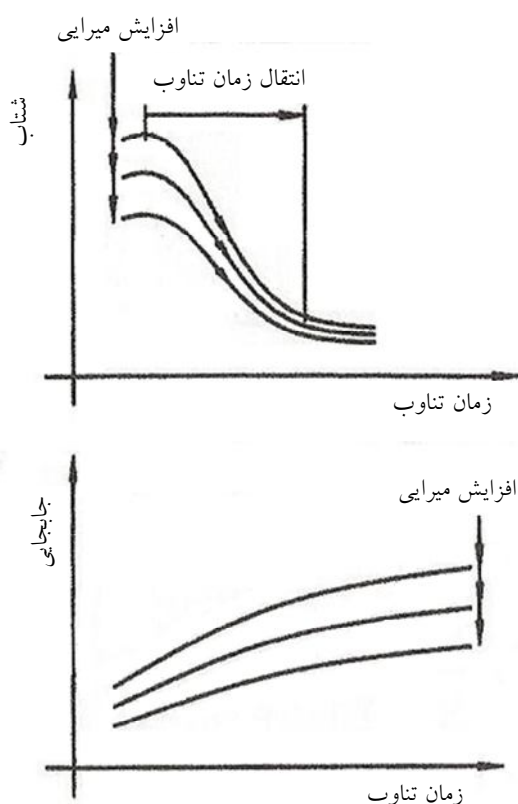 افزایش میرایی
انتقال زمان تناوب
شتاب
زمان تناوب
افزایش میرایی
جابجایی
زمان تناوب